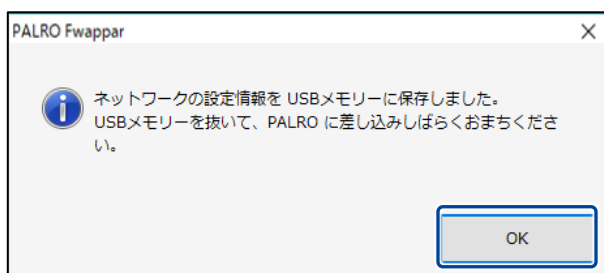 PALRO Fwappar
ネットワークの設定情報を USBメモリーに保存しました。
USBメモリーを抜いて、PALRO に差し込みしばらくおまちくださ
い。
OK